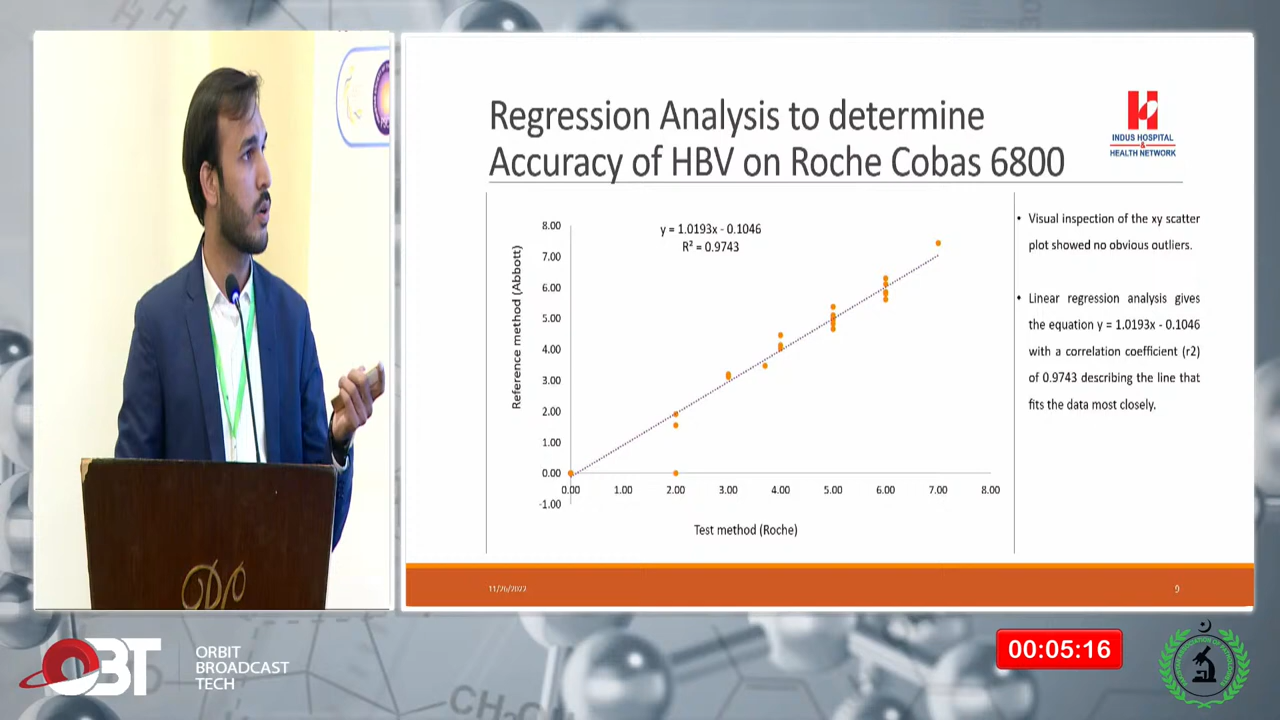 Regression Analysis to determine
Accuracy of HBV on Roche Cobas 6800
INDUS HOSPITAL
&
HEALTH NETWORK
y = 1.0193x - 0.1046
R² = 0.9743
Reference method (Abbott)
8.00
7.00
6.00
5.00
4.00
3.00
2.00
1.00
0.00
-1.00
0.00 1.00 2.00 3.00 4.00 5.00 6.00 7.00 8.00
Test method (Roche)
• Visual inspection of the xy scatter
plot showed no obvious outliers.
• Linear regression analysis gives
the equation y = 1.0193x - 0.1046
with a correlation coefficient (r2)
of 0.9743 describing the line that
fits the data most closely.
11/26/2022
9
OBT
ORBIT
BROADCAST
TECH
00:05:16